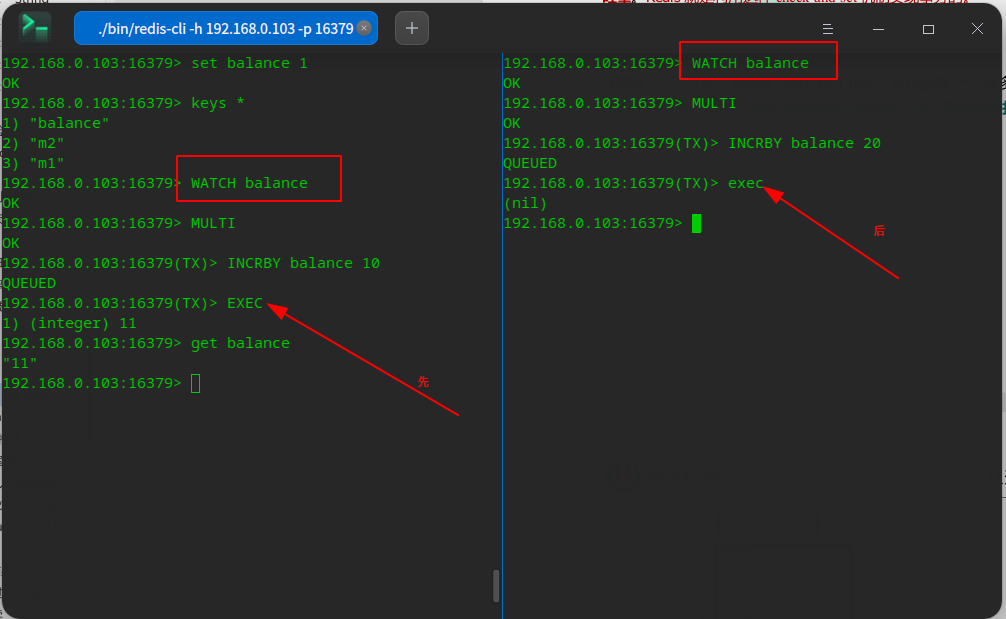 ./bin/redis-cli -h 192.168.0.103 -p 16379
192.168.0.103:16379> set balance 1
OK
192.168.0.103:16379> keys *
1) "balance"
2) "m2"
3) "m1"
192.168.0.103:16379> WATCH balance
OK
192.168.0.103:16379> MULTI
OK
192.168.0.103:16379(TX)> INCRBY balance 10
QUEUED
192.168.0.103:16379(TX)> EXEC
1) (integer) 11
192.168.0.103:16379> get balance
"11"
192.168.0.103:16379>
先
192.168.0.103:16379> WATCH balance
OK
192.168.0.103:16379> MULTI
OK
192.168.0.103:16379(TX)> INCRBY balance 20
QUEUED
192.168.0.103:16379(TX)> exec
(nil)
192.168.0.103:16379>
后